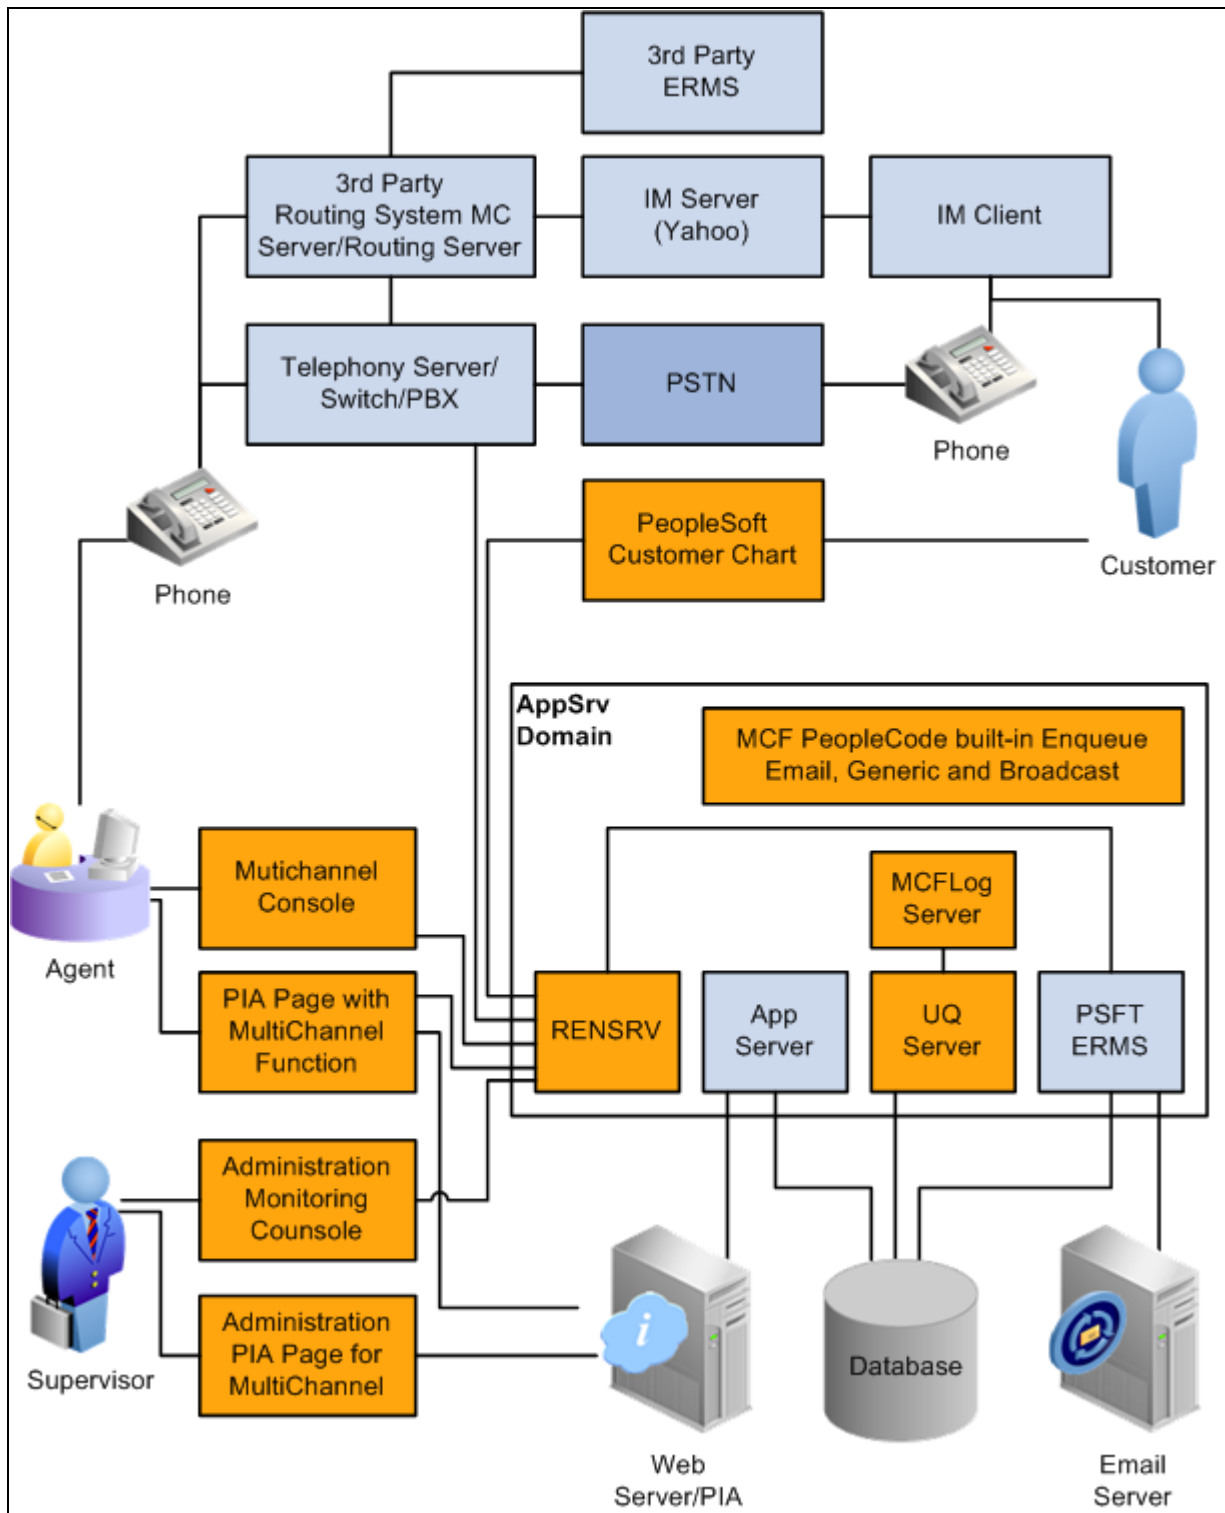 3rd Party
ERMS
3rd Party
Routing System MC
Server/Routing Server
IM Server
(Yahoo)
IM Client
Telephony Server/
Switch/PBX
PSTN
Phone
Customer
PeopleSoft
Customer Chart
Phone
AppSrv
Domain
MCF PeopleCode built-in Enqueue
Email, Generic and Broadcast
Agent
Mutichannel
Console
MCFLog
Server
PIA Page with
MultiChannel
Function
RENSRV
App
Server
UQ
Server
PSFT
ERMS
Supervisor
Administration
Monitoring
Counsole
Administration
PIA Page for
MultiChannel
i
Web
Server/PIA
Database
Email
Server